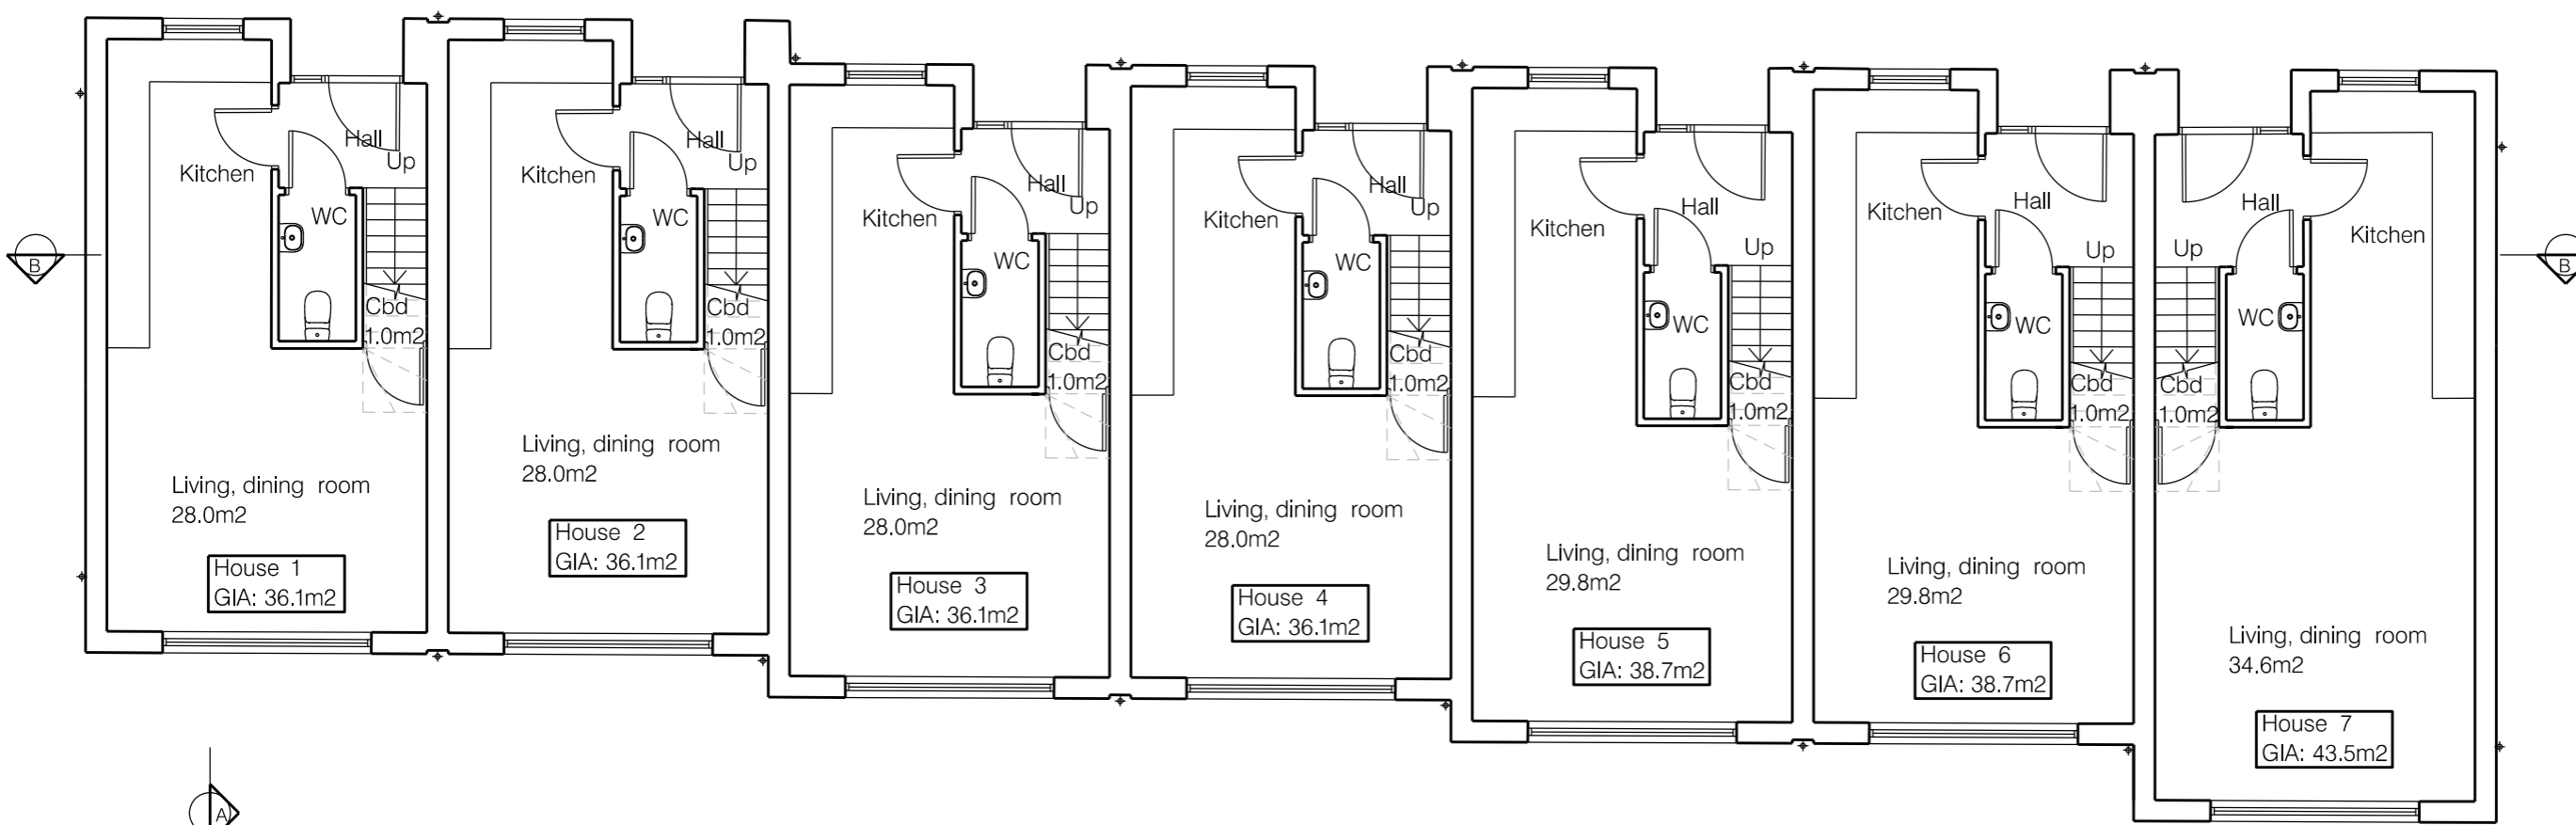 Hall
Up
Kitchen
WC
Cbd
1.0m2
Living, dining room
28.0m2
House 1
GIA: 36.1m2
Hall
Up
Kitchen
WC
Cbd
1.0m2
Living, dining room
28.0m2
House 2
GIA: 36.1m2
Hall
Up
Kitchen
WC
Cbd
1.0m2
Living, dining room
28.0m2
House 3
GIA: 36.1m2
Hall
Up
Kitchen
WC
Cbd
1.0m2
Living, dining room
28.0m2
House 4
GIA: 36.1m2
Hall
Kitchen
Up
WC
Cbd
1.0m2
Living, dining room
29.8m2
House 5
GIA: 38.7m2
Hall
Kitchen
Up
WC
Cbd
1.0m2
Living, dining room
29.8m2
House 6
GIA: 38.7m2
Hall
Kitchen
Up
WC
Cbd
1.0m2
Living, dining room
34.6m2
House 7
GIA: 43.5m2
B
B
A